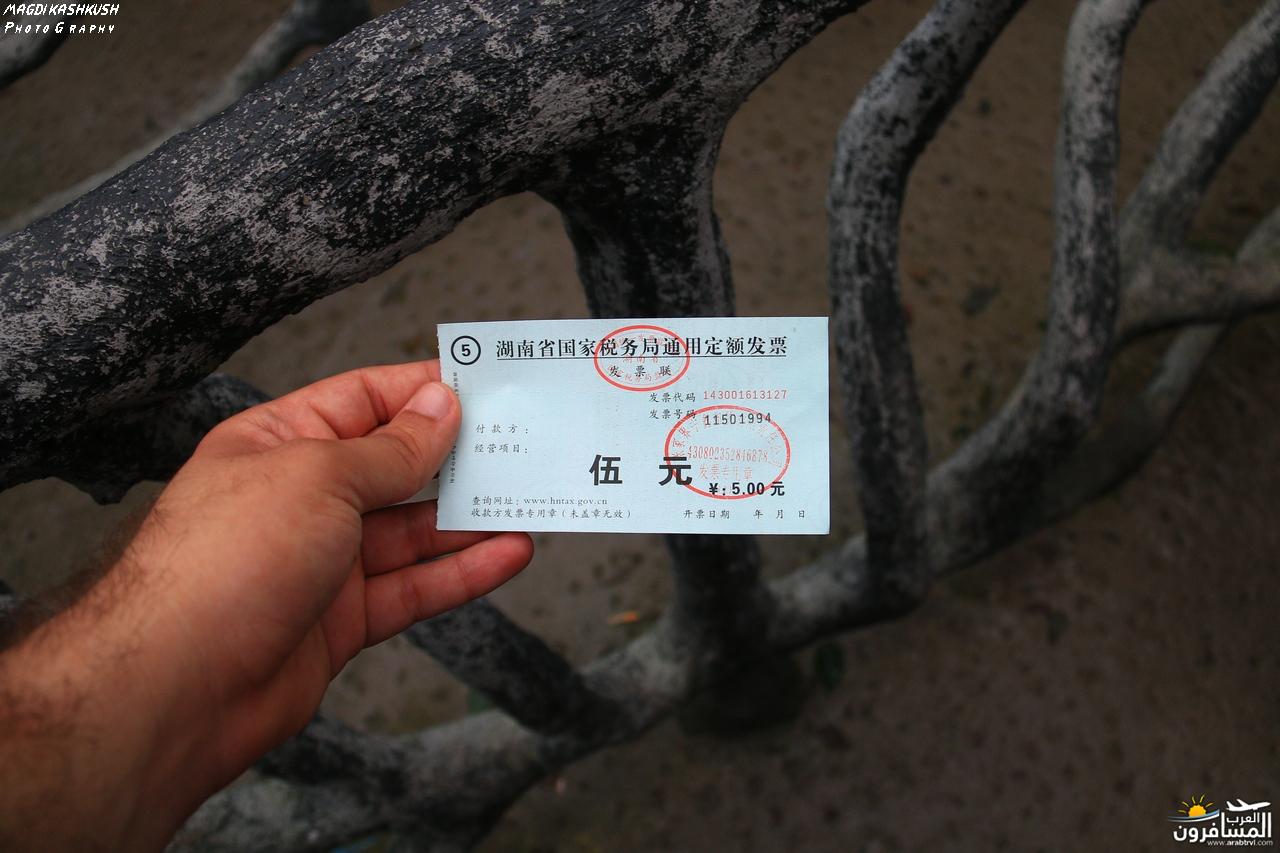 MAGDI KASHKUSH
PHOTOGRAPHY
5
湖南省国家税务局通用定额发票
发票联
发票代码 143001613127
发票号码 11501994
付款方：
经营项目：
430802352846878
发票专用章
伍 元
¥：5.00元
查询网址：www.hntax.gov.cn
收款方发票专用章（未盖章无效）
开票日期 年 月 日
العرب
المسافرون
www.arabtrvl.com